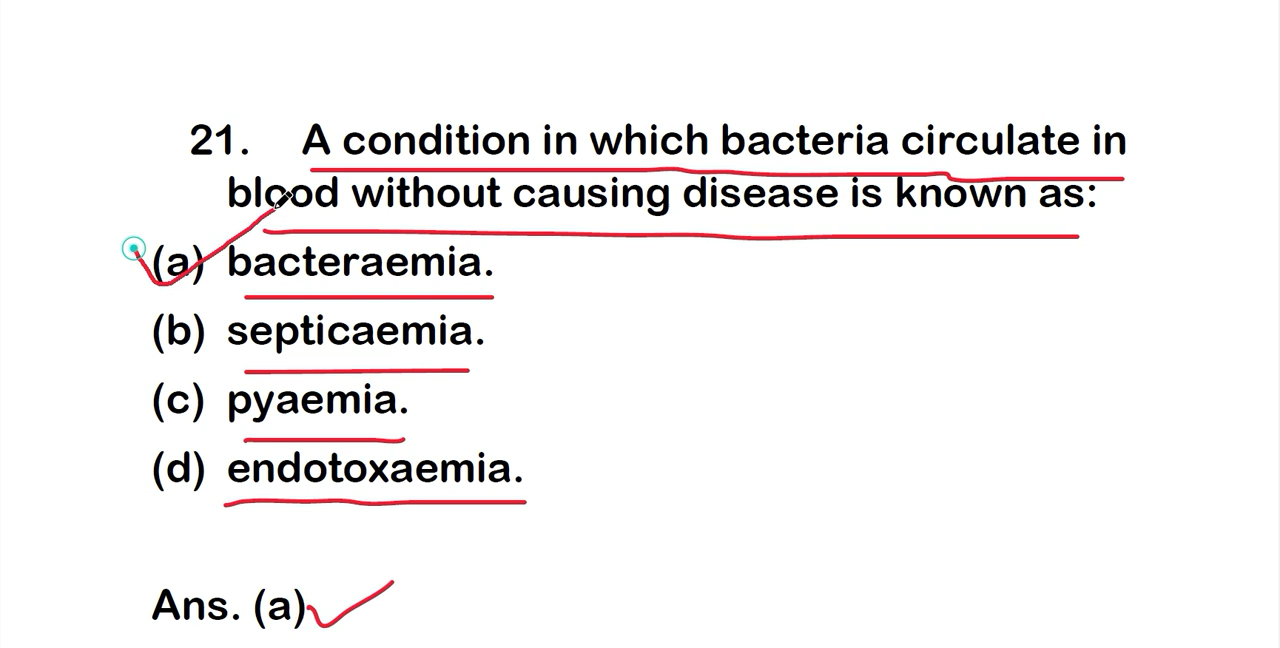 21. A condition in which bacteria circulate in
blood without causing disease is known as:
(a) bacteraemia.
(b) septicaemia.
(c) pyaemia.
(d) endotoxaemia.
Ans. (a)